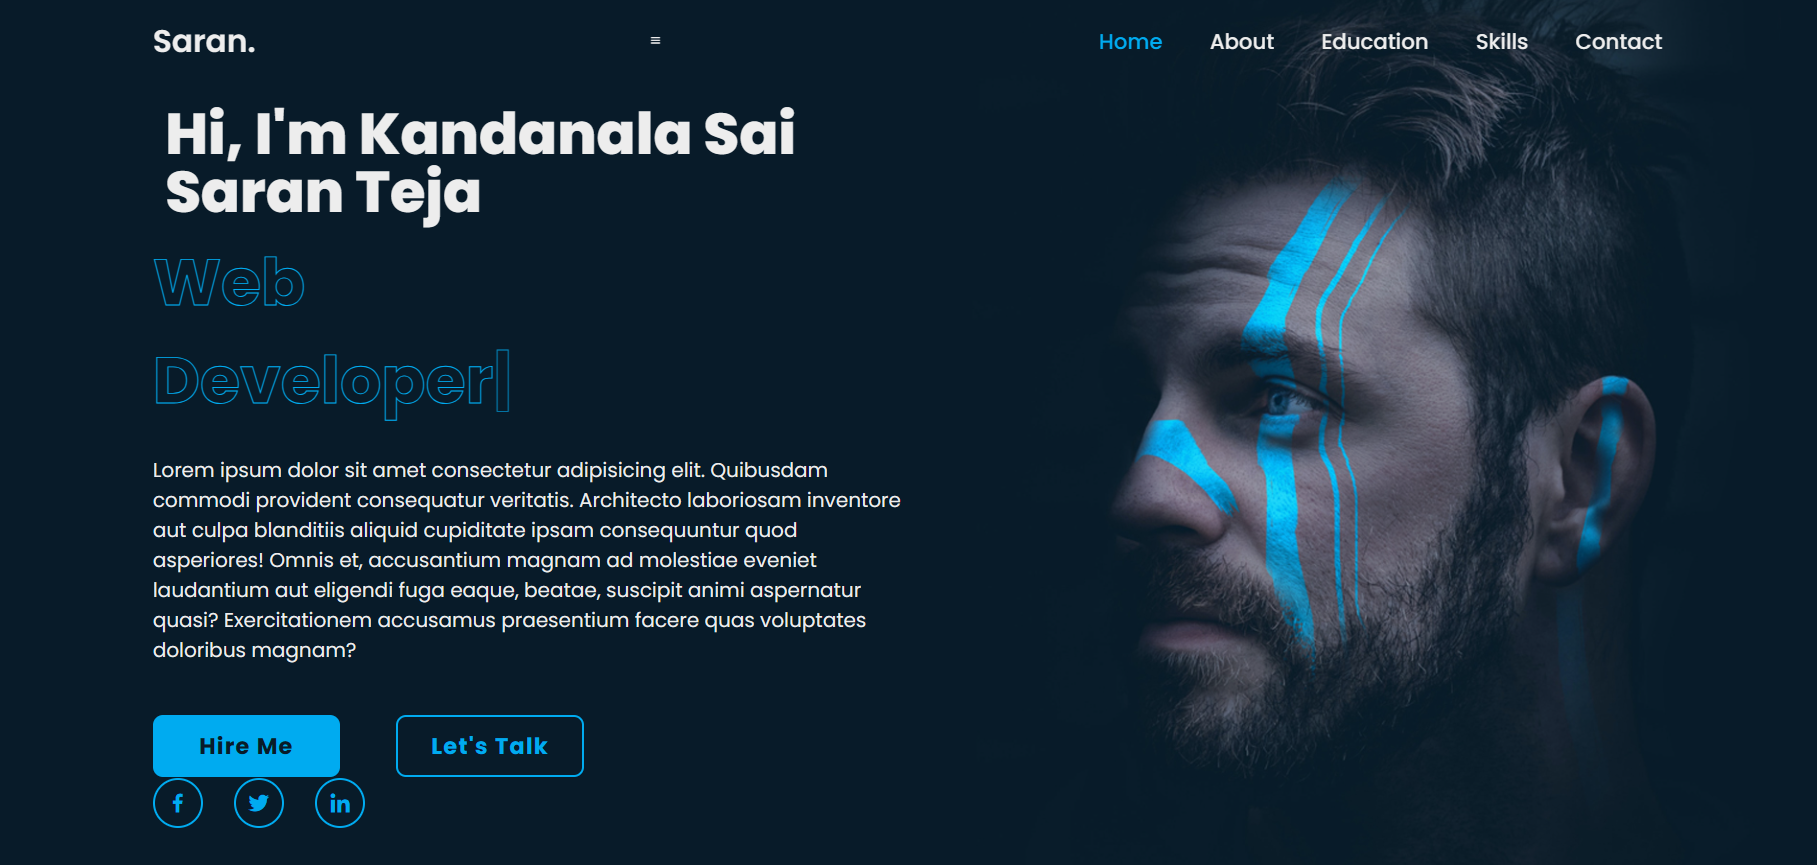 Saran.
Home About Education Skills Contact
Hi, I'm Kandanala Sai
Saran Teja
Web
Developer|
Lorem ipsum dolor sit amet consectetur adipisicing elit. Quibusdam
commodi provident consequatur veritatis. Architecto laboriosam inventore
aut culpa blanditiis aliquid cupiditate ipsam consequuntur quod
asperiores! Omnis et, accusantium magnam ad molestiae eveniet
laudantium aut eligendi fuga eaque, beatae, suscipit animi aspernatur
quasi? Exercitationem accusamus praesentium facere quas voluptates
doloribus magnam?
Hire Me Let's Talk